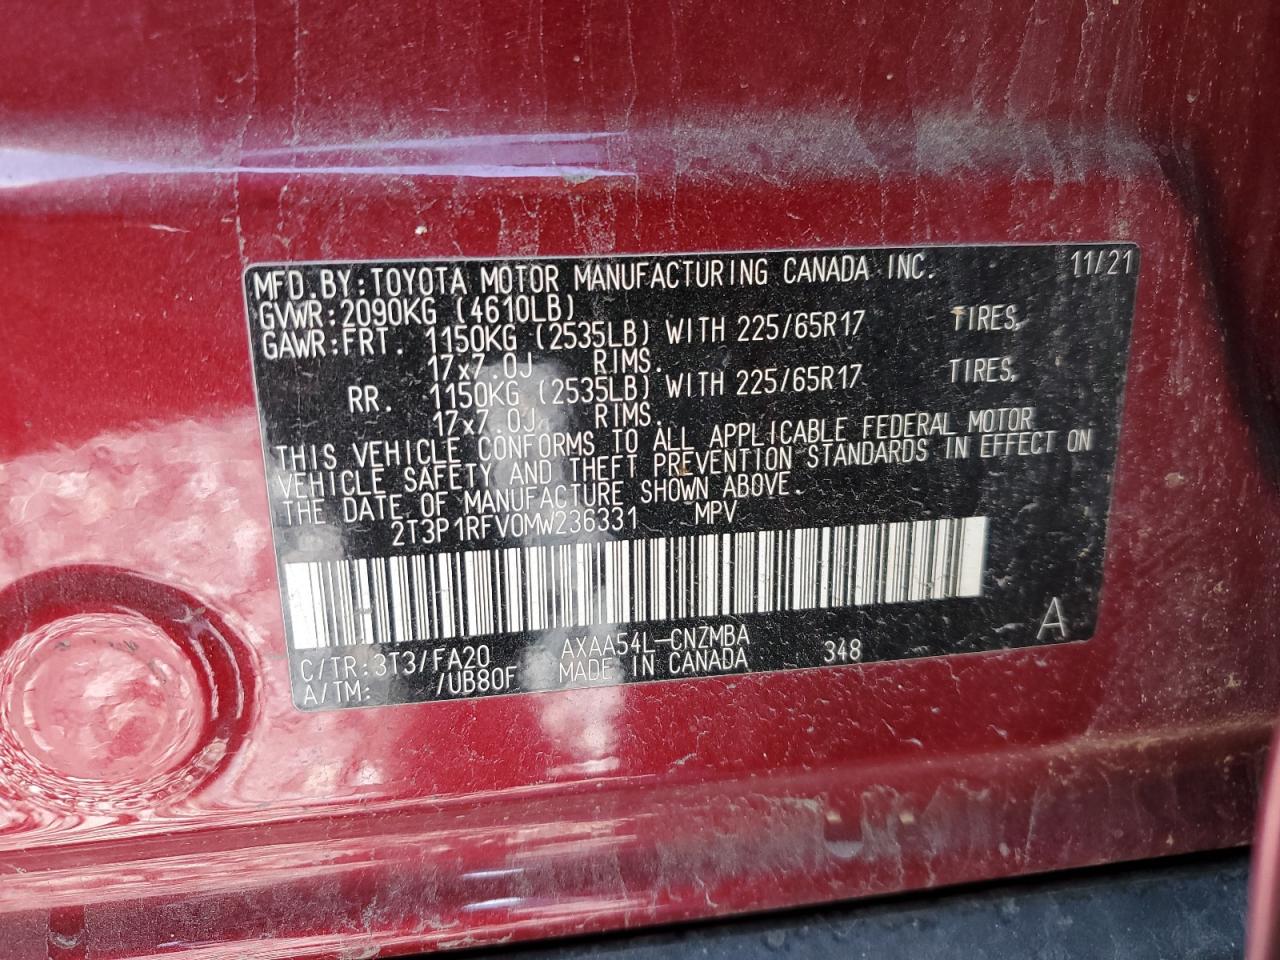 MFD. BY: TOYOTA MOTOR MANUFACTURING CANADA INC. 11/21
GVWR: 2090KG (4610LB)
GAWR: FRT. 1150KG (2535LB) WITH 225/65R17 TIRES,
17x7.0J RIMS.
RR. 1150KG (2535LB) WITH 225/65R17 TIRES,
17x7.0J RIMS.
THIS VEHICLE CONFORMS TO ALL APPLICABLE FEDERAL MOTOR
VEHICLE SAFETY AND THEFT PREVENTION STANDARDS IN EFFECT ON
THE DATE OF MANUFACTURE SHOWN ABOVE.
2T3P1RFV0MW236331 MPV
C/TR: 3T3/FA20 AXAA54L-CNZMBA 348 A
A/TM: /UB80F MADE IN CANADA